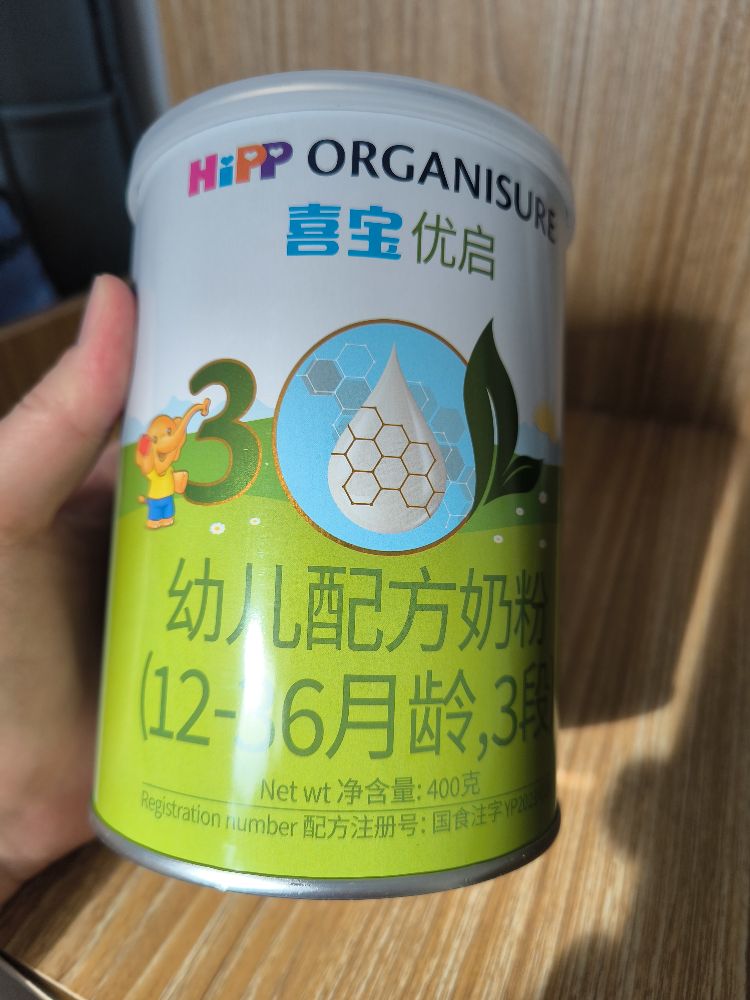 HiPP ORGANISURE
喜宝优启
3
幼儿配方奶粉
(12-36月龄,3段
Net wt 净含量: 400克
Registration number 配方注册号: 国食注字